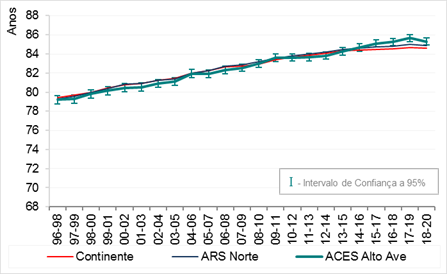 Anos
88
86
84
82
80
78
76
74
72
70
68
I - Intervalo de Confiança a 95%
96-98 97-99 98-00 99-01 00-02 01-03 02-04 03-05 04-06 05-07 06-08 07-09 08-10 09-11 10-12 11-13 12-14 13-15 14-16 15-17 16-18 17-19 18-20
Continente ARS Norte ACES Alto Ave